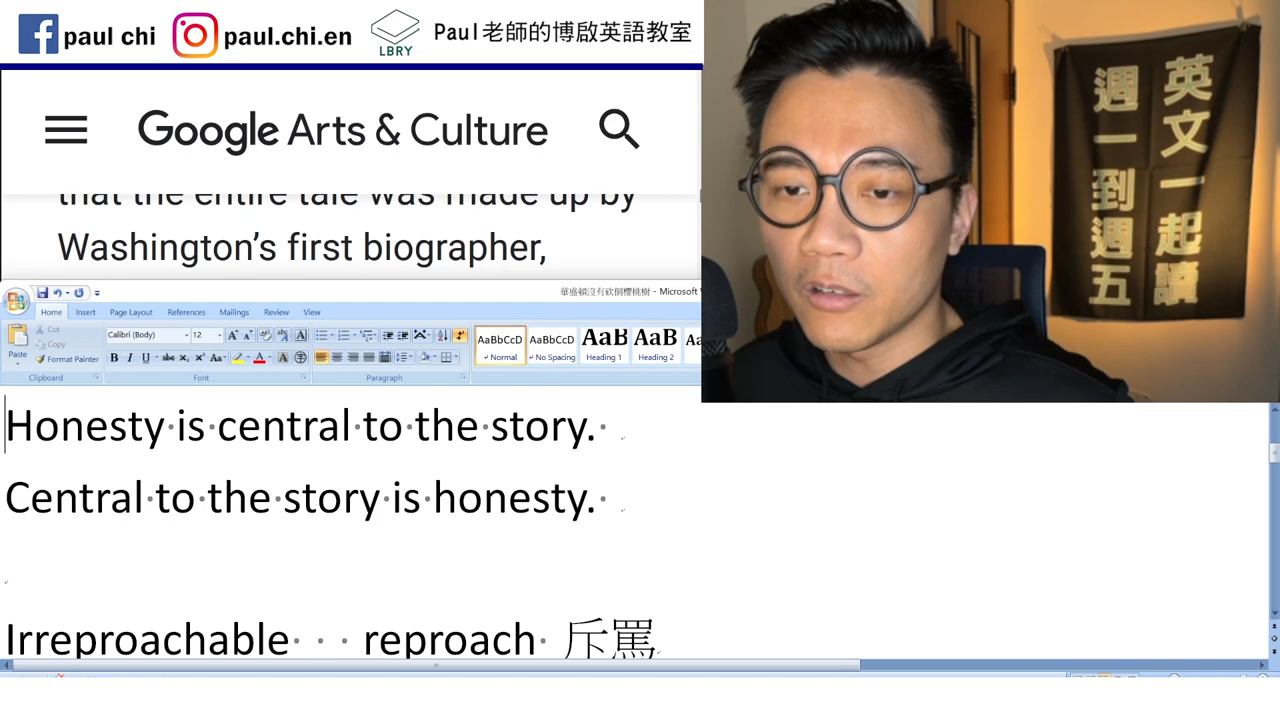 paul chi
paul.chi.en
LBRY
Paul老師的博啟英語教室
Google Arts & Culture
that the entire tale was made up by
Washington's first biographer,
華盛頓沒有砍倒櫻桃樹 - Microsoft
Home Insert Page Layout References Mailings Review View
Paste
Cut
Copy
Format Painter
Clipboard
Calibri (Body) 12
Font
Paragraph
AaBbCcD AaBbCcD AaBb AaBb
Normal No Spacing Heading 1 Heading 2
Honesty is central to the story.
Central to the story is honesty.
Irreproachable reproach 斥罵
英文一起讀
週一到週五